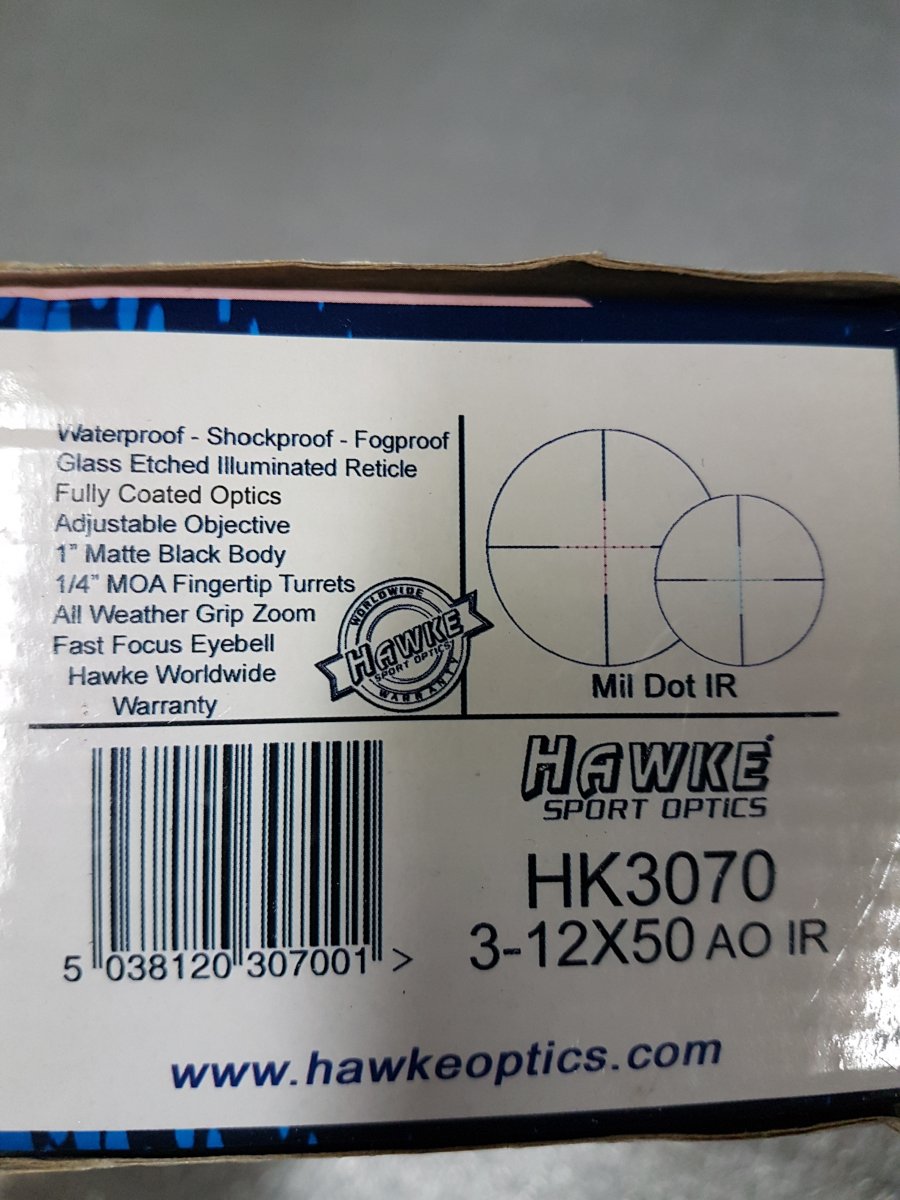 Waterproof - Shockproof - Fogproof
Glass Etched Illuminated Reticle
Fully Coated Optics
Adjustable Objective
1" Matte Black Body
1/4" MOA Fingertip Turrets
All Weather Grip Zoom
Fast Focus Eyebell
Hawke Worldwide
Warranty
WORLDWIDE
HAWKE
SPORT OPTICS
WARRANTY
Mil Dot IR
HAWKE
SPORT OPTICS
HK3070
3-12X50 AO IR
5 038120 307001 >
www.hawkeoptics.com